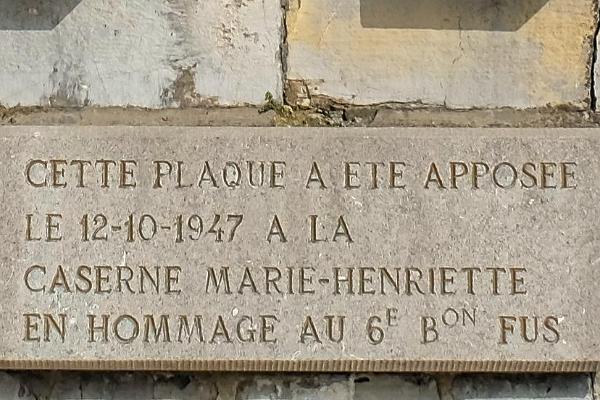 CETTE PLAQUE A ETE APPOSEE
LE 12-10-1947 A LA
CASERNE MARIE-HENRIETTE
EN HOMMAGE AU 6E BON FUS